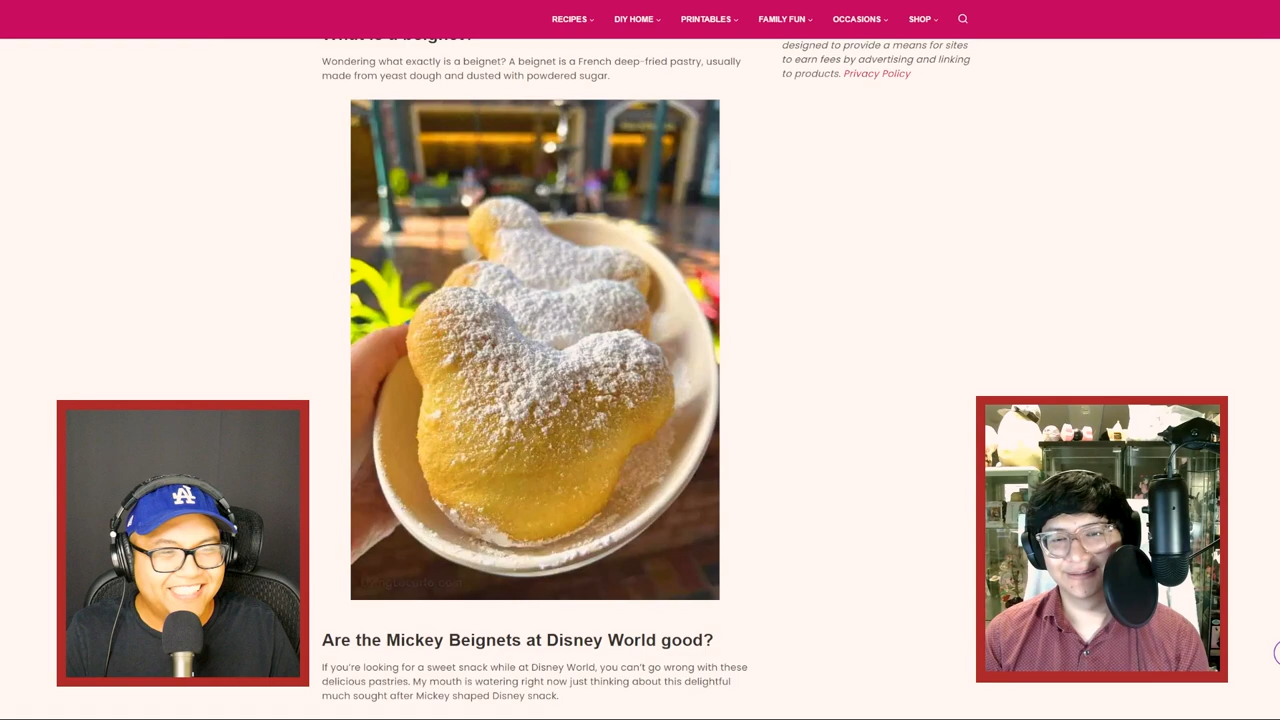 RECIPES
DIY HOME
PRINTABLES
FAMILY FUN
OCCASIONS
SHOP
What is a beignet?
Wondering what exactly is a beignet? A beignet is a French deep-fried pastry, usually
made from yeast dough and dusted with powdered sugar.
designed to provide a means for sites
to earn fees by advertising and linking
to products. Privacy Policy
LA
Are the Mickey Beignets at Disney World good?
If you're looking for a sweet snack while at Disney World, you can't go wrong with these
delicious pastries. My mouth is watering right now just thinking about this delightful
much sought after Mickey shaped Disney snack.